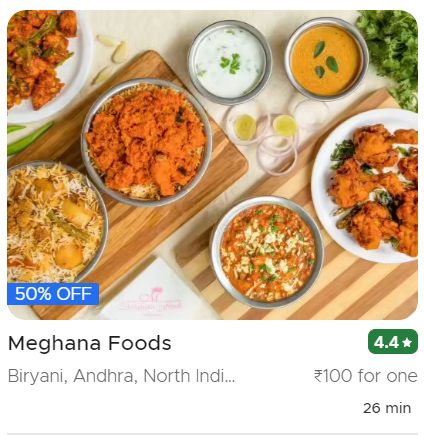 50% OFF
Meghana Foods
4.4★
Biryani, Andhra, North Indi...
₹100 for one
26 min